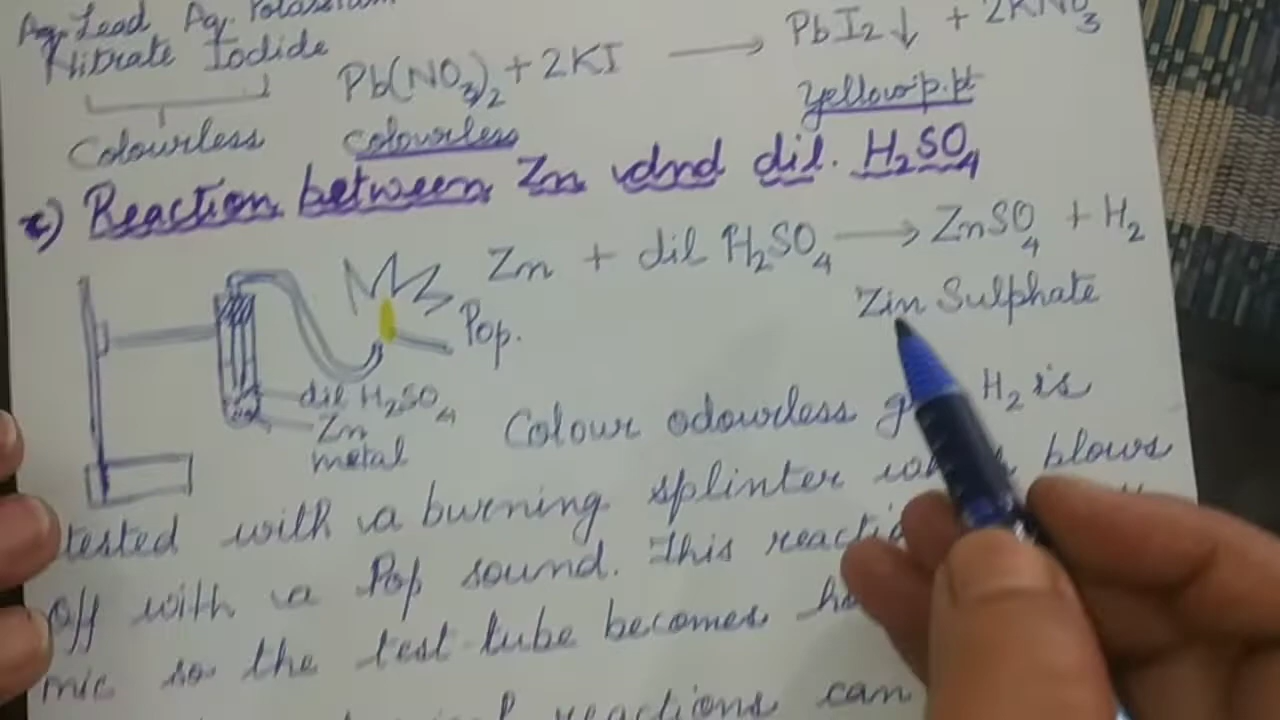 Aq. Lead Aq. Potassium
Nitrate Iodide
Pb(NO3)2 + 2KI → PbI2↓ + 2KNO3
Colourless colourless yellow p.pt
c) Reaction between Zn and dil. H2SO4
Zn + dil H2SO4 → ZnSO4 + H2
Zin Sulphate
Pop.
dil H2SO4
Zn
metal
Colour odourless H2 is
tested with a burning splinter blows
off with a Pop sound. This
mic so the test tube becomes
reactions can